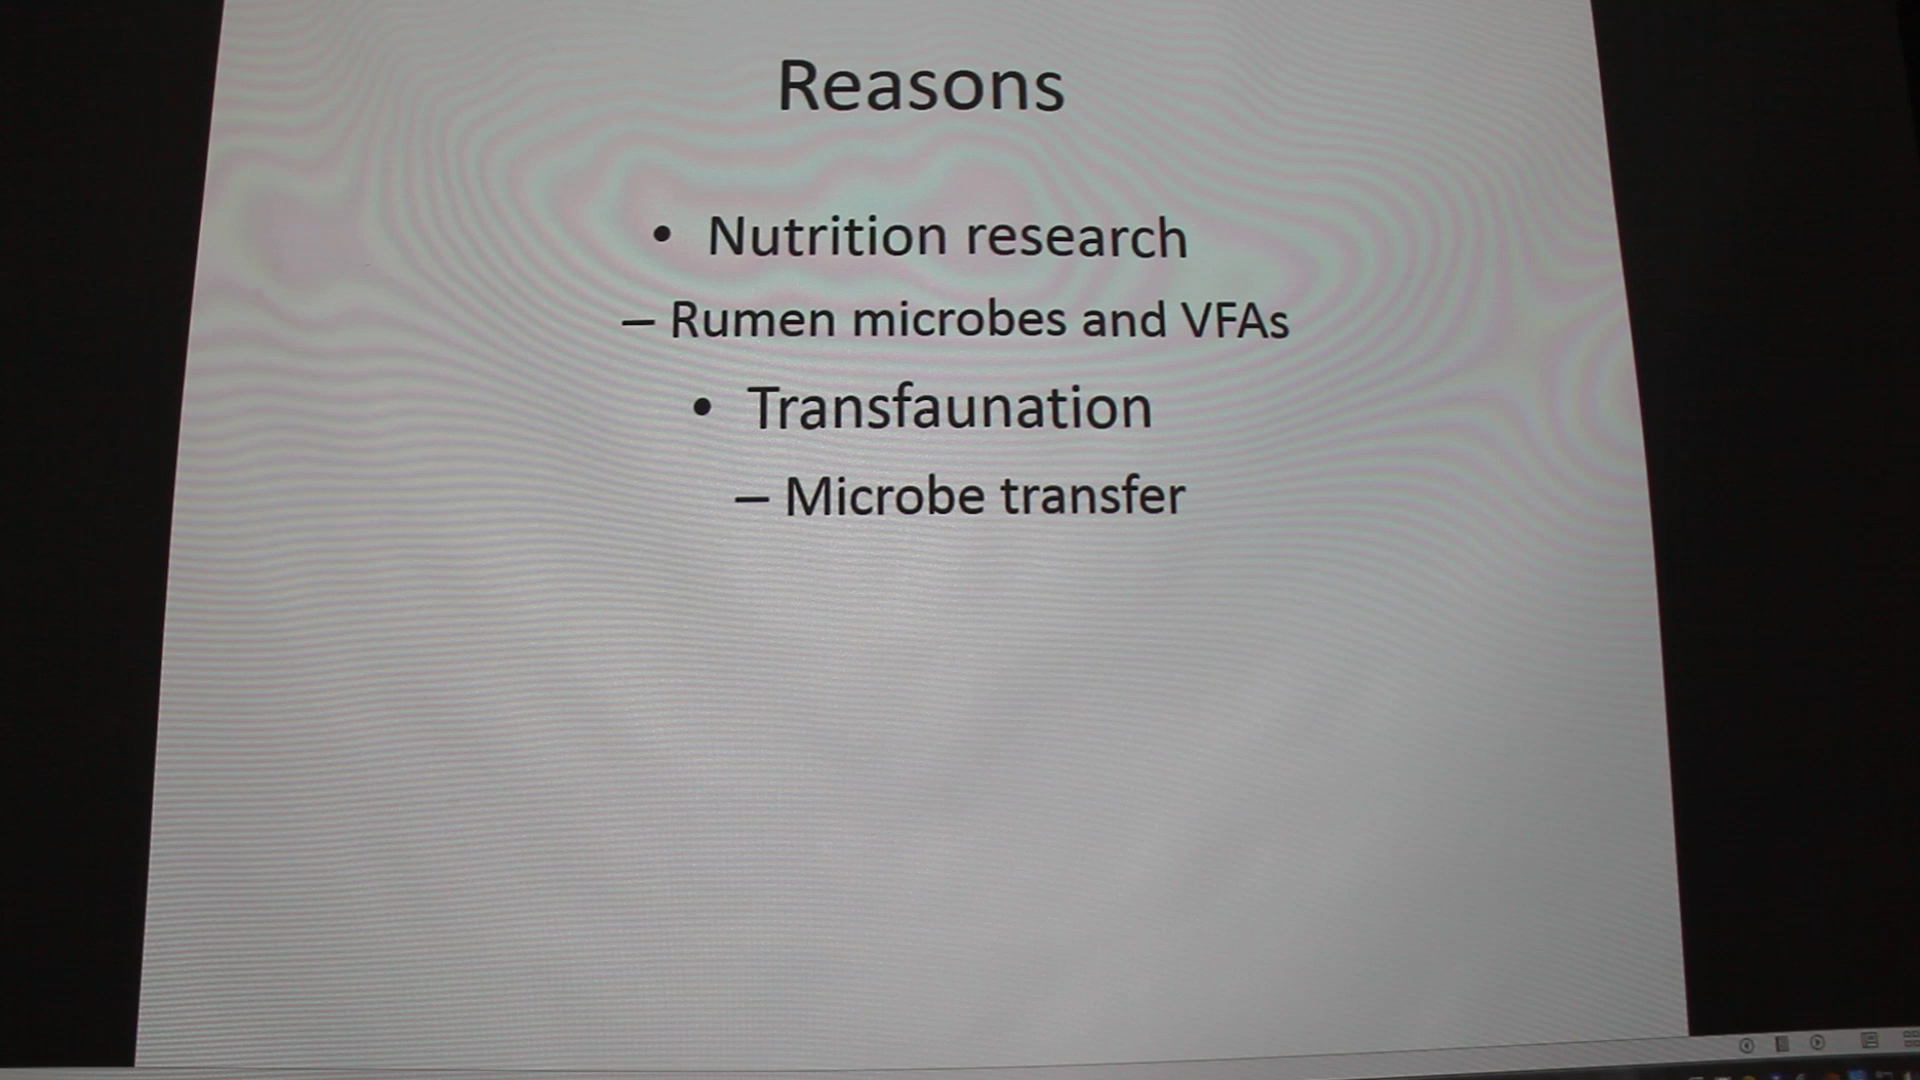 Reasons
• Nutrition research
– Rumen microbes and VFAs
• Transfaunation
– Microbe transfer